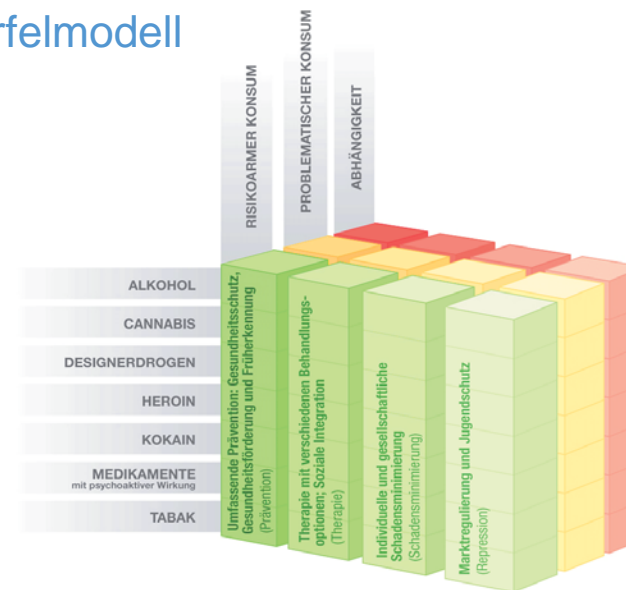 rfelmodell
RISIKOARMER KONSUM
PROBLEMATISCHER KONSUM
ABHÄNGIGKEIT
ALKOHOL
CANNABIS
DESIGNERDROGEN
HEROIN
KOKAIN
MEDIKAMENTE
mit psychoaktiver Wirkung
TABAK
Umfassende Prävention: Gesundheitsschutz,
Gesundheitsförderung und Früherkennung
(Prävention)
Therapie mit verschiedenen Behandlungs-
optionen; Soziale Integration
(Therapie)
Individuelle und gesellschaftliche
Schadensminimierung
(Schadensminimierung)
Marktregulierung und Jugendschutz
(Repression)